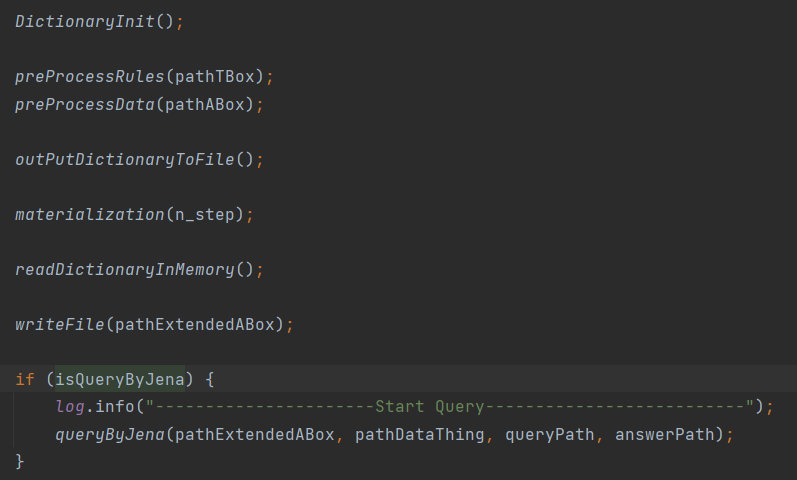 DictionaryInit();
preProcessRules(pathTBox);
preProcessData(pathABox);
outPutDictionaryToFile();
materialization(n_step);
readDictionaryInMemory();
writeFile(pathExtendedABox);
if (isQueryByJena) {
log.info("----------------------Start Query--------------------------");
queryByJena(pathExtendedABox, pathDataThing, queryPath, answerPath);
}